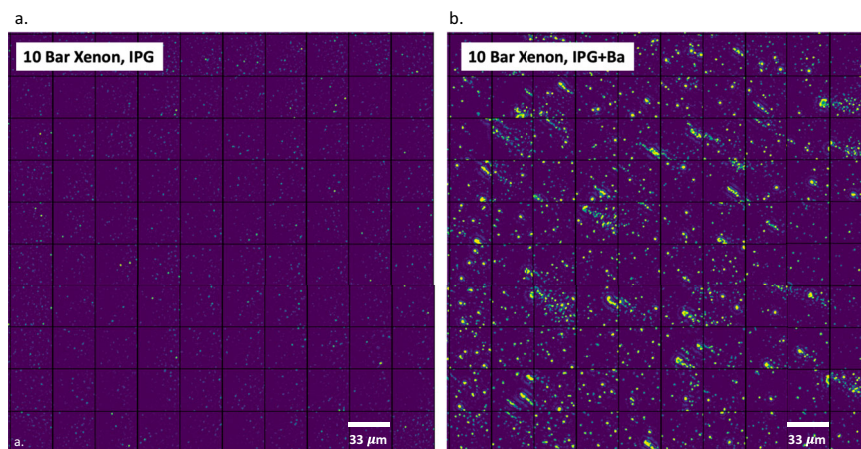 a.
b.
10 Bar Xenon, IPG
10 Bar Xenon, IPG+Ba
a.
33 μm
33 μm